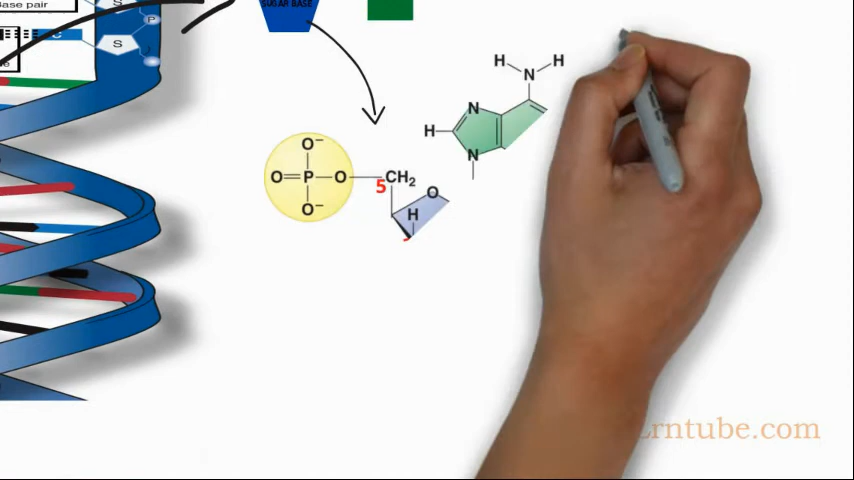 Base pair
SUGAR BASE
P
S
C
S
H H
N
N
H
N
O⁻
O=P—O—
5
CH₂
O
O⁻
H
rntube.com